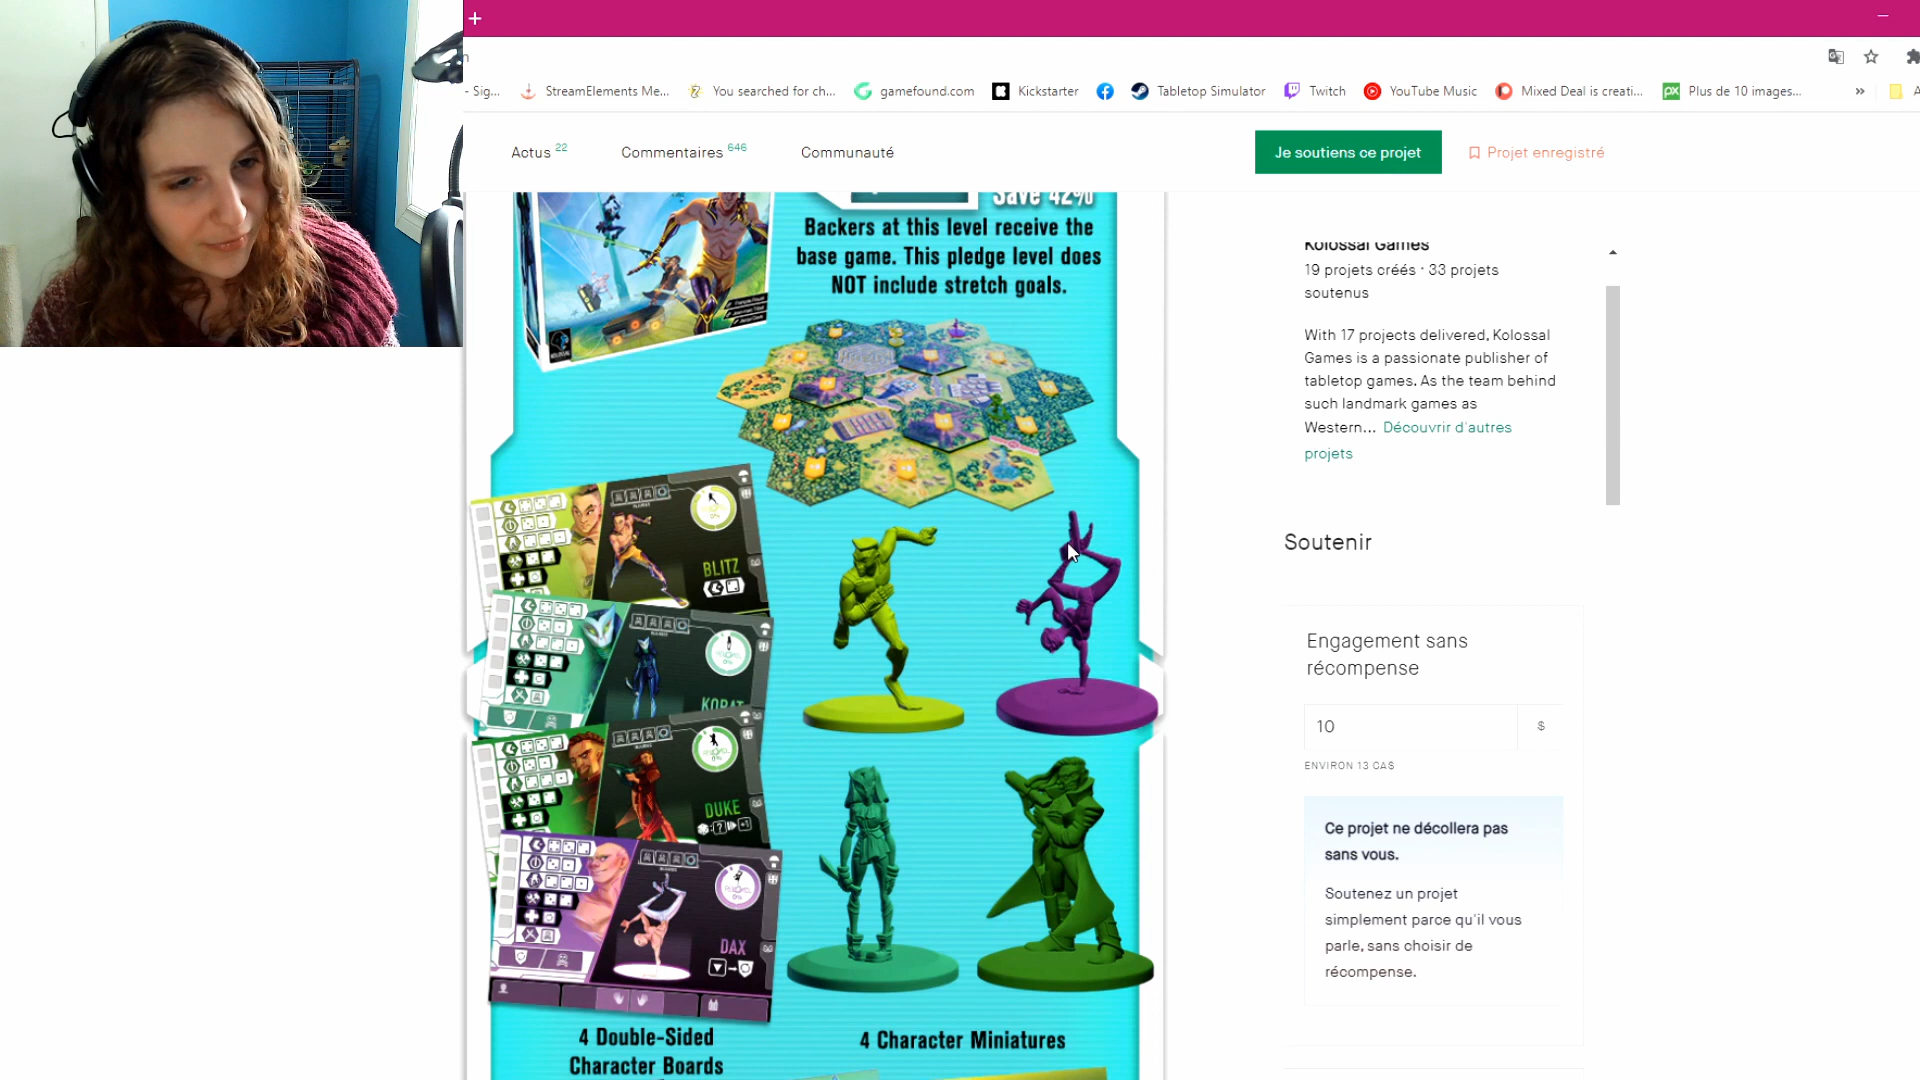 - Sig...
StreamElements Me...
You searched for ch...
gamefound.com
Kickstarter
Tabletop Simulator
Twitch
YouTube Music
Mixed Deal is creati...
Plus de 10 images...
»
Actus 22
Commentaires 646
Communauté
Je soutiens ce projet
Projet enregistré
Save 42%
Backers at this level receive the
base game. This pledge level does
NOT include stretch goals.
KOLOSSAL
BLITZ
KORAT
DUKE
DAX
4 Double-Sided
Character Boards
4 Character Miniatures
Kolossal Games
19 projets créés · 33 projets
soutenus
With 17 projects delivered, Kolossal
Games is a passionate publisher of
tabletop games. As the team behind
such landmark games as
Western... Découvrir d'autres
projets
Soutenir
Engagement sans
récompense
10 $
ENVIRON 13 CA$
Ce projet ne décollera pas
sans vous.
Soutenez un projet
simplement parce qu'il vous
parle, sans choisir de
récompense.